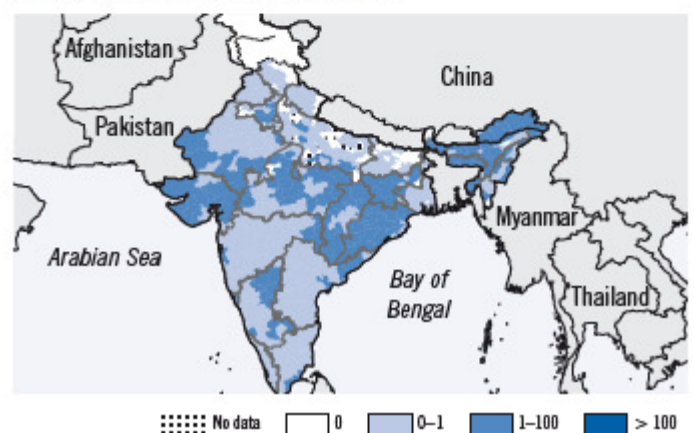 Afghanistan
China
Pakistan
Arabian Sea
Bay of
Bengal
Myanmar
Thailand
No data
0
0–1
1–100
> 100